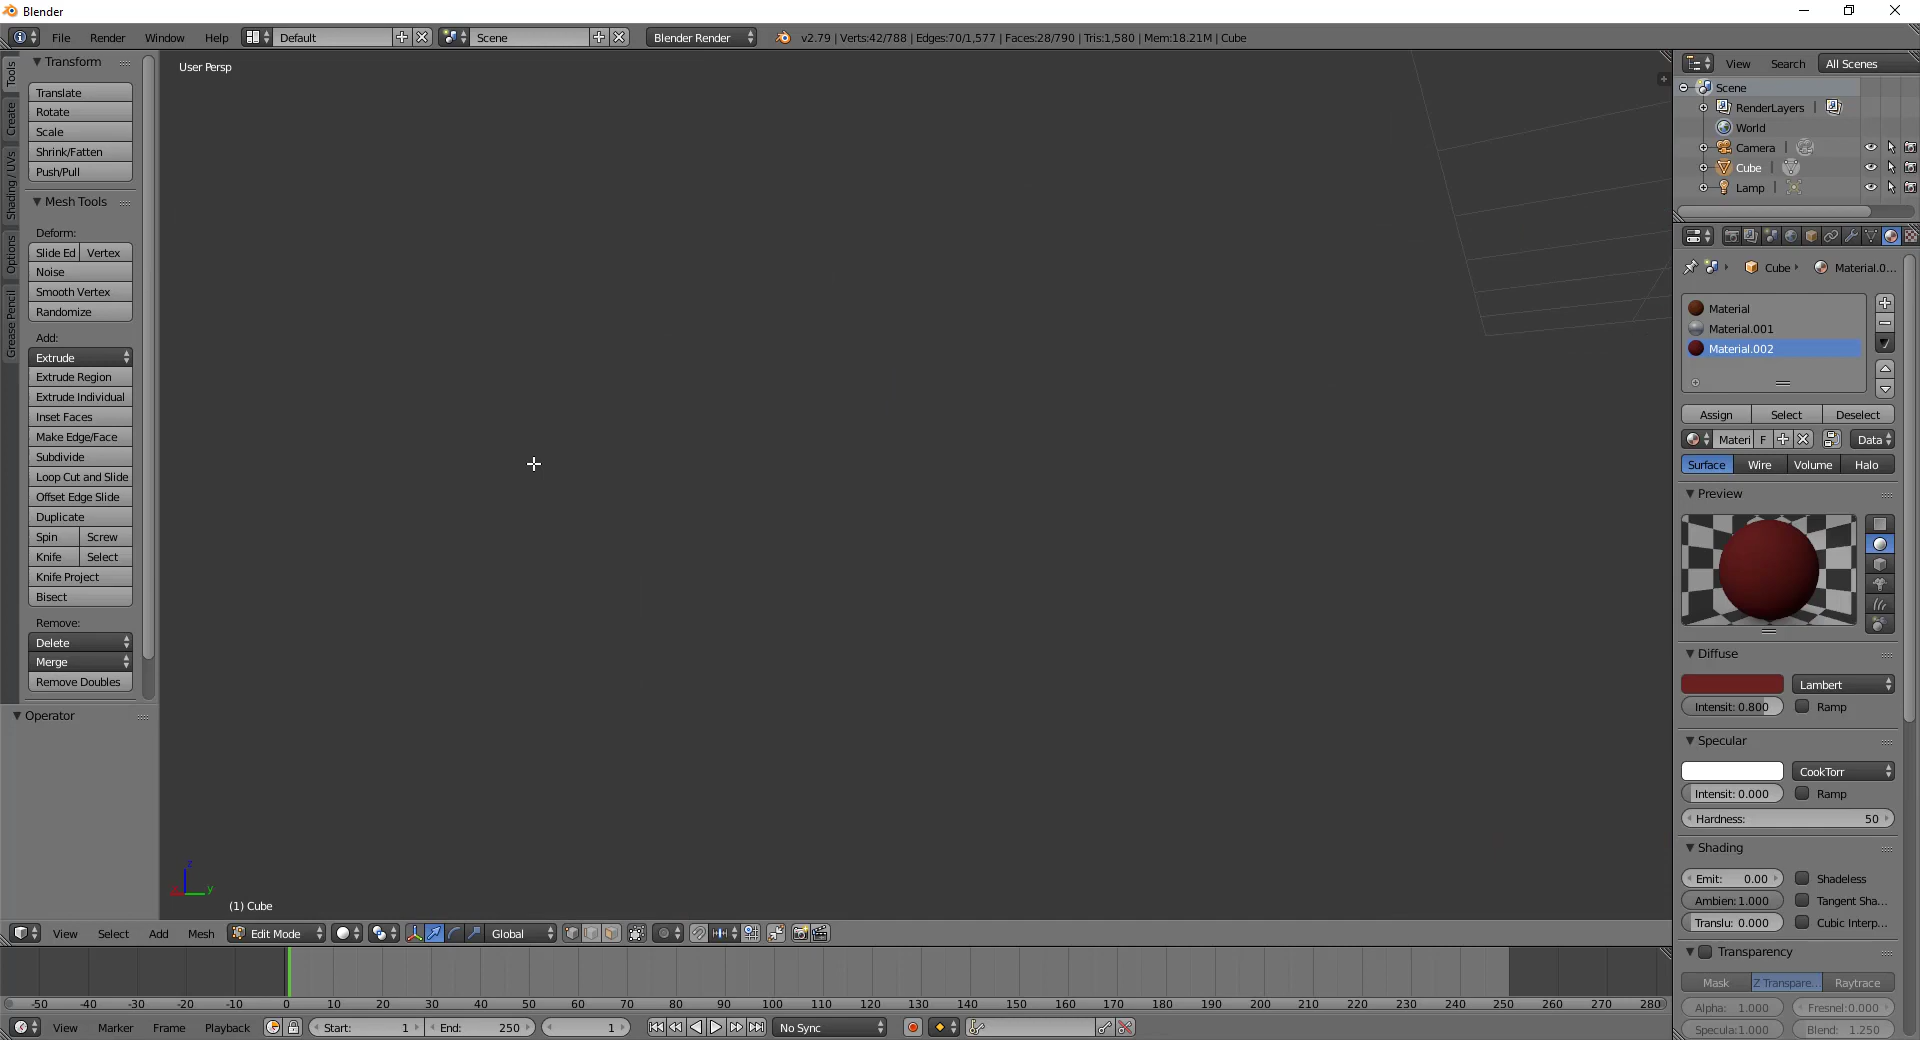 Blender
File Render Window Help Default Scene Blender Render v2.79 | Verts:42/788 | Edges:70/1,577 | Faces:28/790 | Tris:1,580 | Mem:18.21M | Cube
Tools
Create
Shading / UVs
Options
Grease Pencil
Transform
Translate
Rotate
Scale
Shrink/Fatten
Push/Pull
Mesh Tools
Deform:
Slide Ed Vertex
Noise
Smooth Vertex
Randomize
Add:
Extrude
Extrude Region
Extrude Individual
Inset Faces
Make Edge/Face
Subdivide
Loop Cut and Slide
Offset Edge Slide
Duplicate
Spin Screw
Knife Select
Knife Project
Bisect
Remove:
Delete
Merge
Remove Doubles
Operator
User Persp
z
y
(1) Cube
View Select Add Mesh Edit Mode Global
-50 -40 -30 -20 -10 0 10 20 30 40 50 60 70 80 90 100 110 120 130 140 150 160 170 180 190 200 210 220 230 240 250 260 270 280
View Marker Frame Playback Start: 1 End: 250 1 No Sync
View Search All Scenes
Scene
RenderLayers
World
Camera
Cube
Lamp
Cube Material.0...
Material
Material.001
Material.002
Assign Select Deselect
Materi F Data
Surface Wire Volume Halo
Preview
Diffuse
Lambert
Intensit: 0.800 Ramp
Specular
CookTorr
Intensit: 0.000 Ramp
Hardness: 50
Shading
Emit: 0.00 Shadeless
Ambien: 1.000 Tangent Sha...
Translu: 0.000 Cubic Interp...
Transparency
Mask Z Transpare... Raytrace
Alpha: 1.000 Fresnel: 0.000
Specula: 1.000 Blend: 1.250